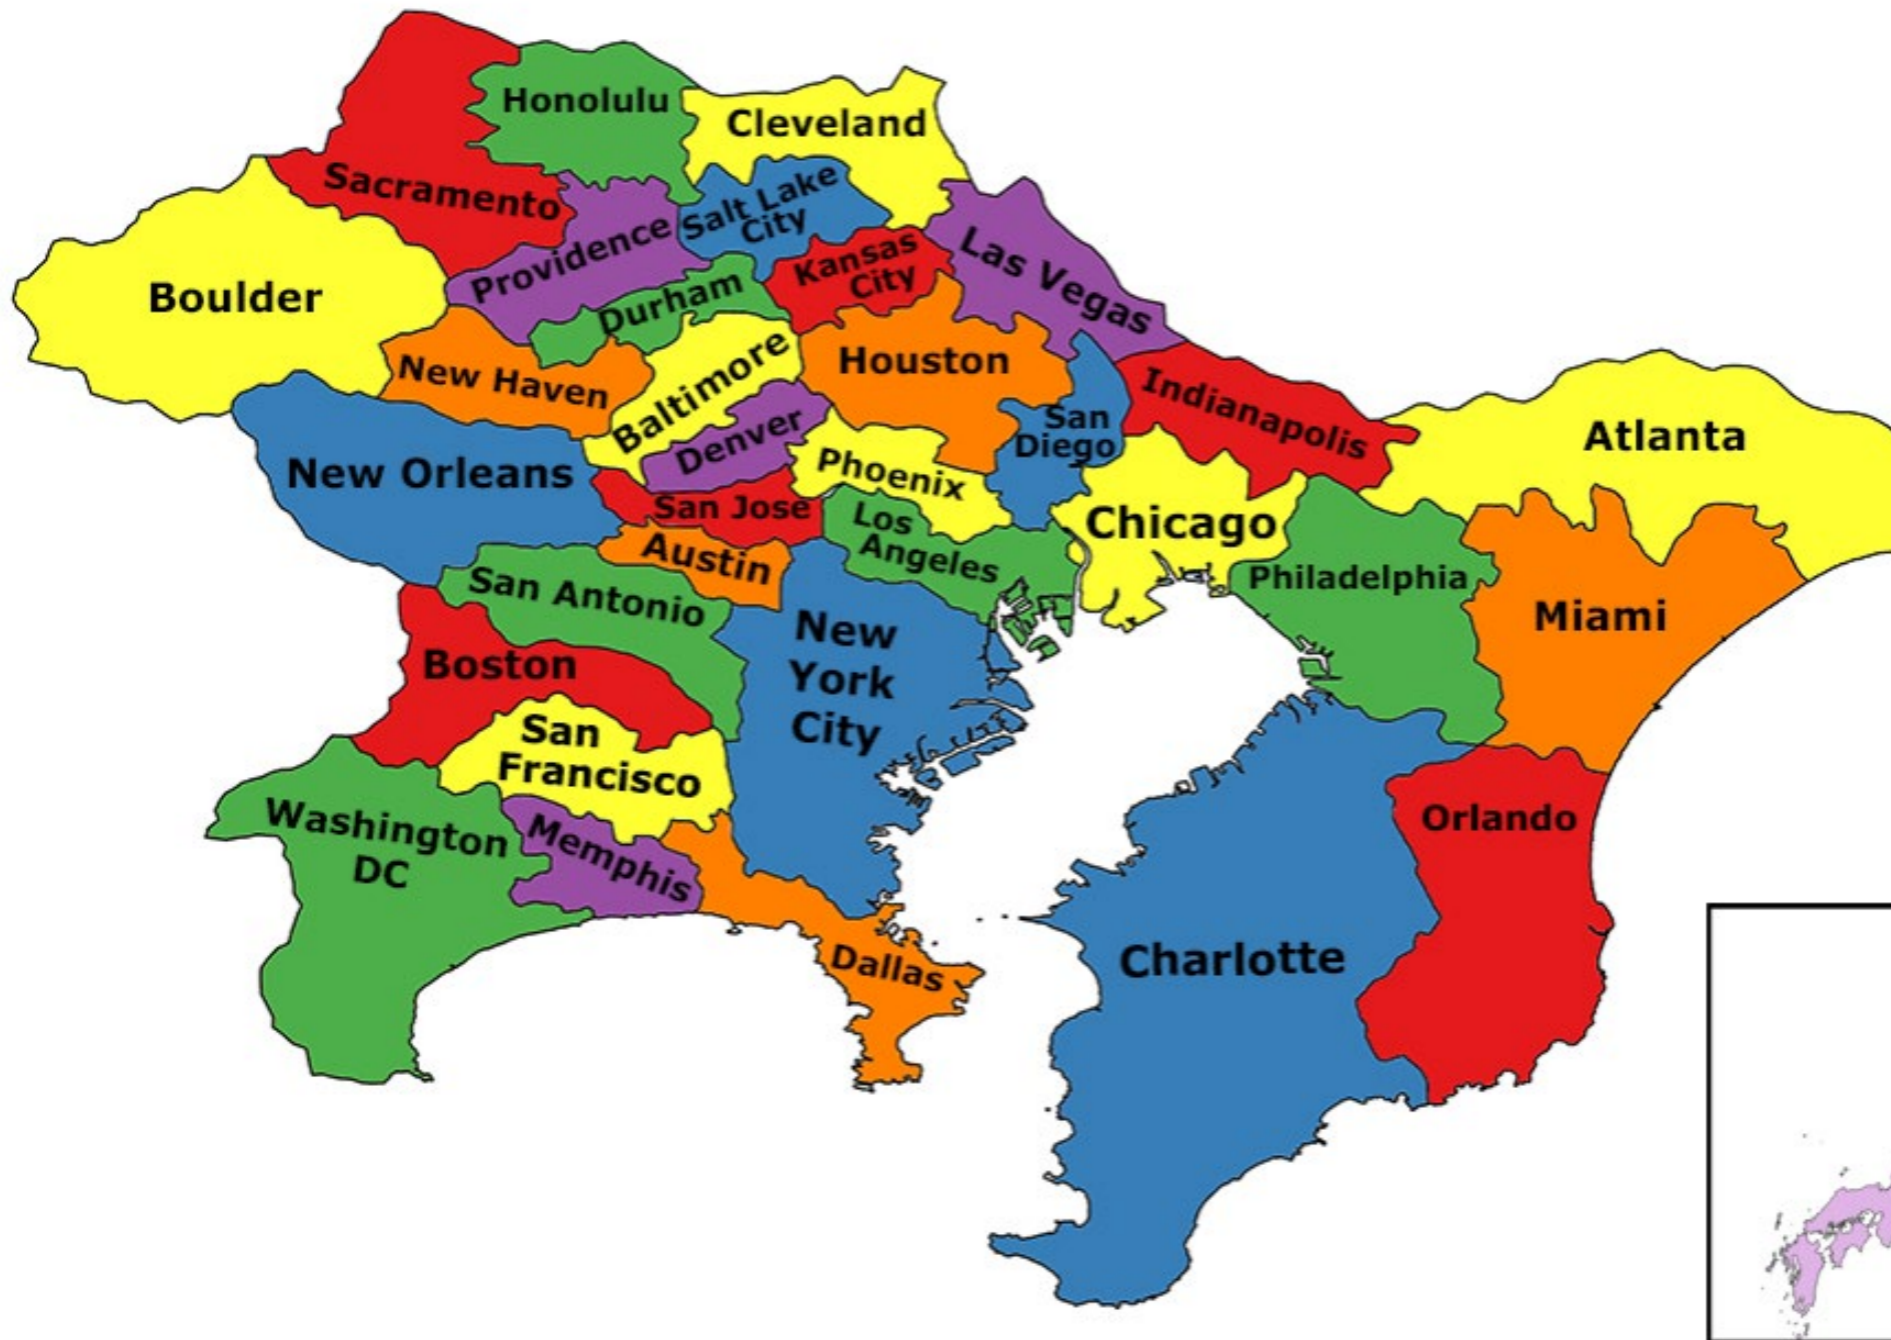 Honolulu
Cleveland
Sacramento
Salt Lake
City
Providence
Kansas
City
Las Vegas
Boulder
Durham
New Haven
Baltimore
Houston
Indianapolis
San
Diego
Atlanta
New Orleans
Denver
Phoenix
San Jose
Los
Angeles
Chicago
Austin
San Antonio
Philadelphia
Miami
New
York
City
Boston
San
Francisco
Washington
DC
Memphis
Orlando
Dallas
Charlotte